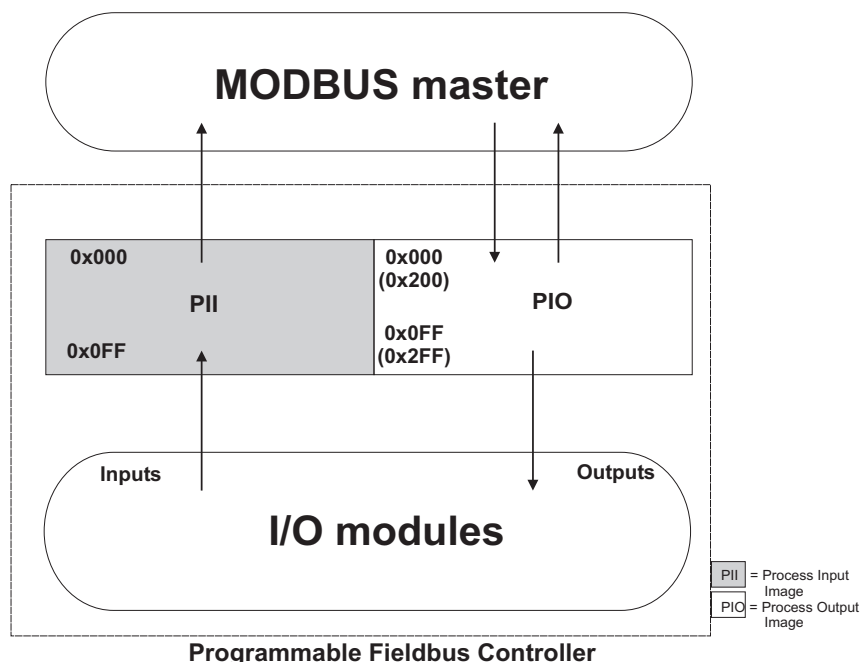 MODBUS master
0x000
0x000
(0x200)
PII
PIO
0x0FF
0x0FF
(0x2FF)
Inputs
Outputs
I/O modules
PII = Process Input
Image
PIO = Process Output
Image
Programmable Fieldbus Controller